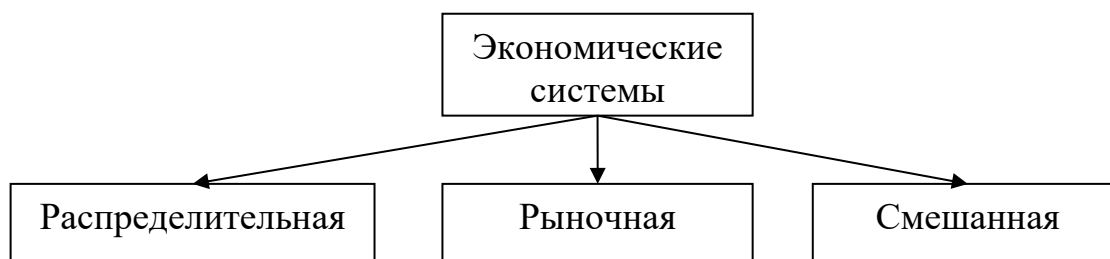 Экономические
системы
Распределительная
Рыночная
Смешанная